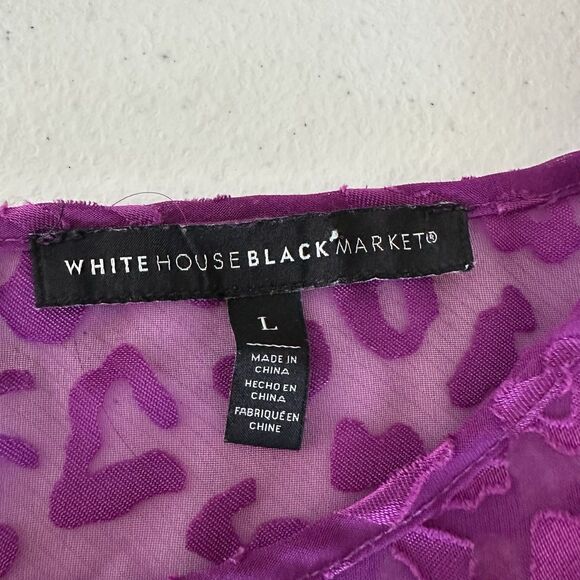 WHITE HOUSE BLACK MARKET®
L
MADE IN
CHINA
HECHO EN
CHINA
FABRIQUÉ EN
CHINE